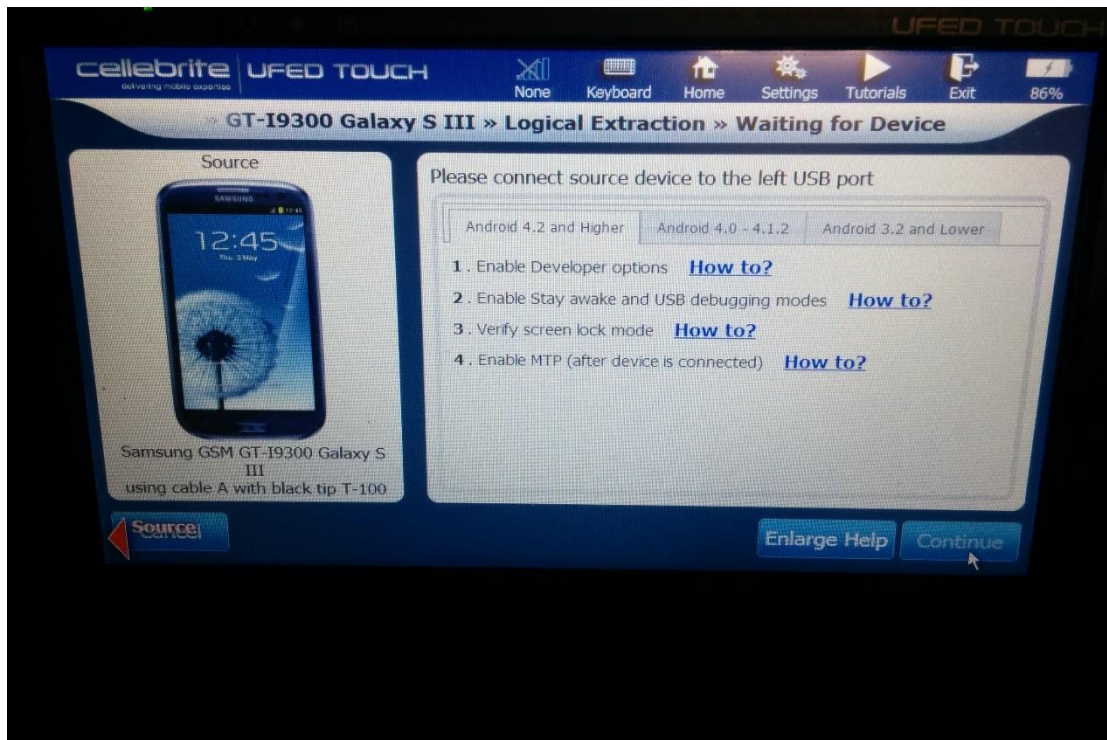 UFED TOUCH
cellebrite UFED TOUCH
delivering mobile expertise
None Keyboard Home Settings Tutorials Exit 86%
» GT-I9300 Galaxy S III » Logical Extraction » Waiting for Device
Source
SAMSUNG
12:45
Thu, 3 May
Samsung GSM GT-I9300 Galaxy S
III
using cable A with black tip T-100
Please connect source device to the left USB port
Android 4.2 and Higher Android 4.0 - 4.1.2 Android 3.2 and Lower
1 . Enable Developer options How to?
2 . Enable Stay awake and USB debugging modes How to?
3 . Verify screen lock mode How to?
4 . Enable MTP (after device is connected) How to?
Source
Enlarge Help Continue